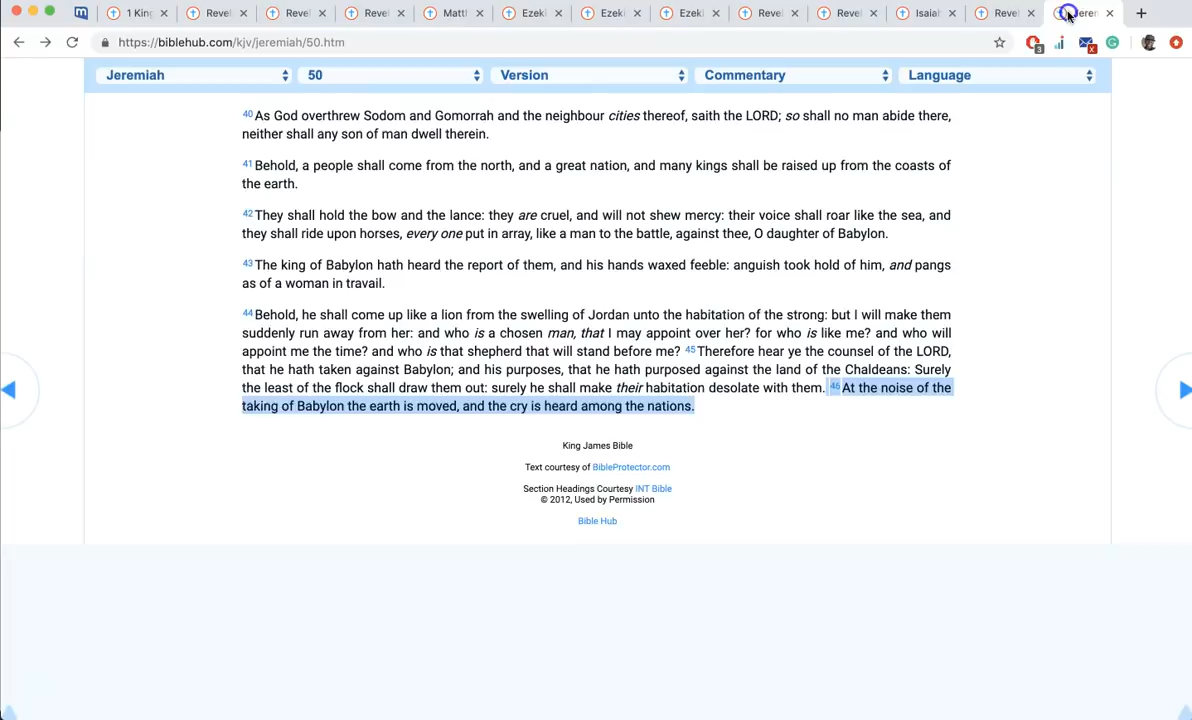 1 King
Revel
Revel
Revel
Matt
Ezeki
Ezeki
Ezeki
Revel
Revel
Isaiah
Revel
Jeren
https://biblehub.com/kjv/jeremiah/50.htm
3
x
Jeremiah 50 Version Commentary Language
40 As God overthrew Sodom and Gomorrah and the neighbour cities thereof, saith the LORD; so shall no man abide there,
neither shall any son of man dwell therein.
41 Behold, a people shall come from the north, and a great nation, and many kings shall be raised up from the coasts of
the earth.
42 They shall hold the bow and the lance: they are cruel, and will not shew mercy: their voice shall roar like the sea, and
they shall ride upon horses, every one put in array, like a man to the battle, against thee, O daughter of Babylon.
43 The king of Babylon hath heard the report of them, and his hands waxed feeble: anguish took hold of him, and pangs
as of a woman in travail.
44 Behold, he shall come up like a lion from the swelling of Jordan unto the habitation of the strong: but I will make them
suddenly run away from her: and who is a chosen man, that I may appoint over her? for who is like me? and who will
appoint me the time? and who is that shepherd that will stand before me? 45 Therefore hear ye the counsel of the LORD,
that he hath taken against Babylon; and his purposes, that he hath purposed against the land of the Chaldeans: Surely
the least of the flock shall draw them out: surely he shall make their habitation desolate with them. 46 At the noise of the
taking of Babylon the earth is moved, and the cry is heard among the nations.
King James Bible
Text courtesy of BibleProtector.com
Section Headings Courtesy INT Bible
© 2012, Used by Permission
Bible Hub